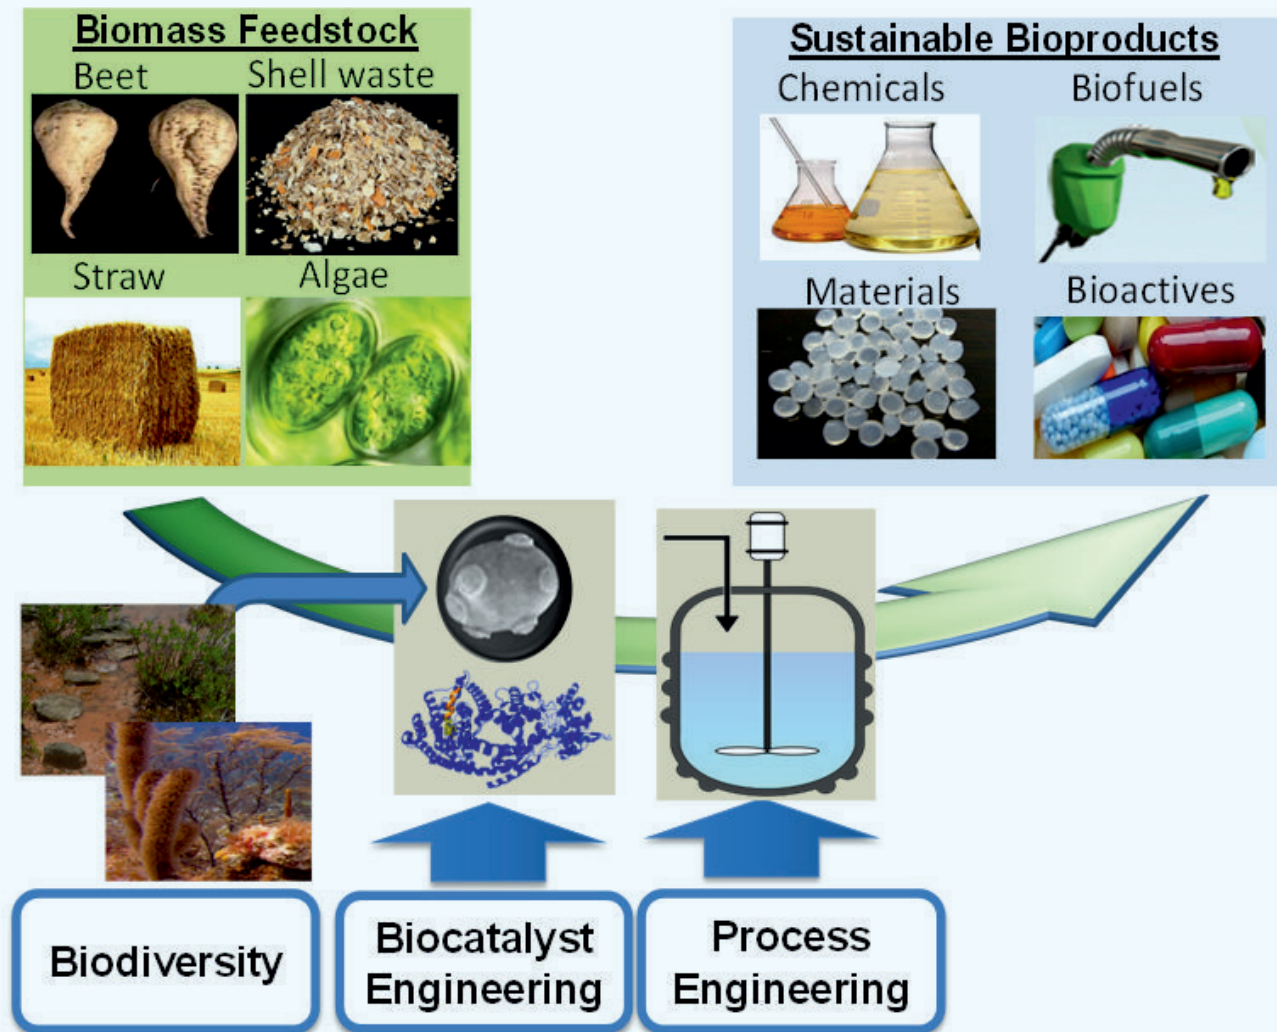 Biomass Feedstock
Beet
Shell waste
Straw
Algae
Sustainable Bioproducts
Chemicals
Biofuels
Materials
Bioactives
Biodiversity
Biocatalyst
Engineering
Process
Engineering